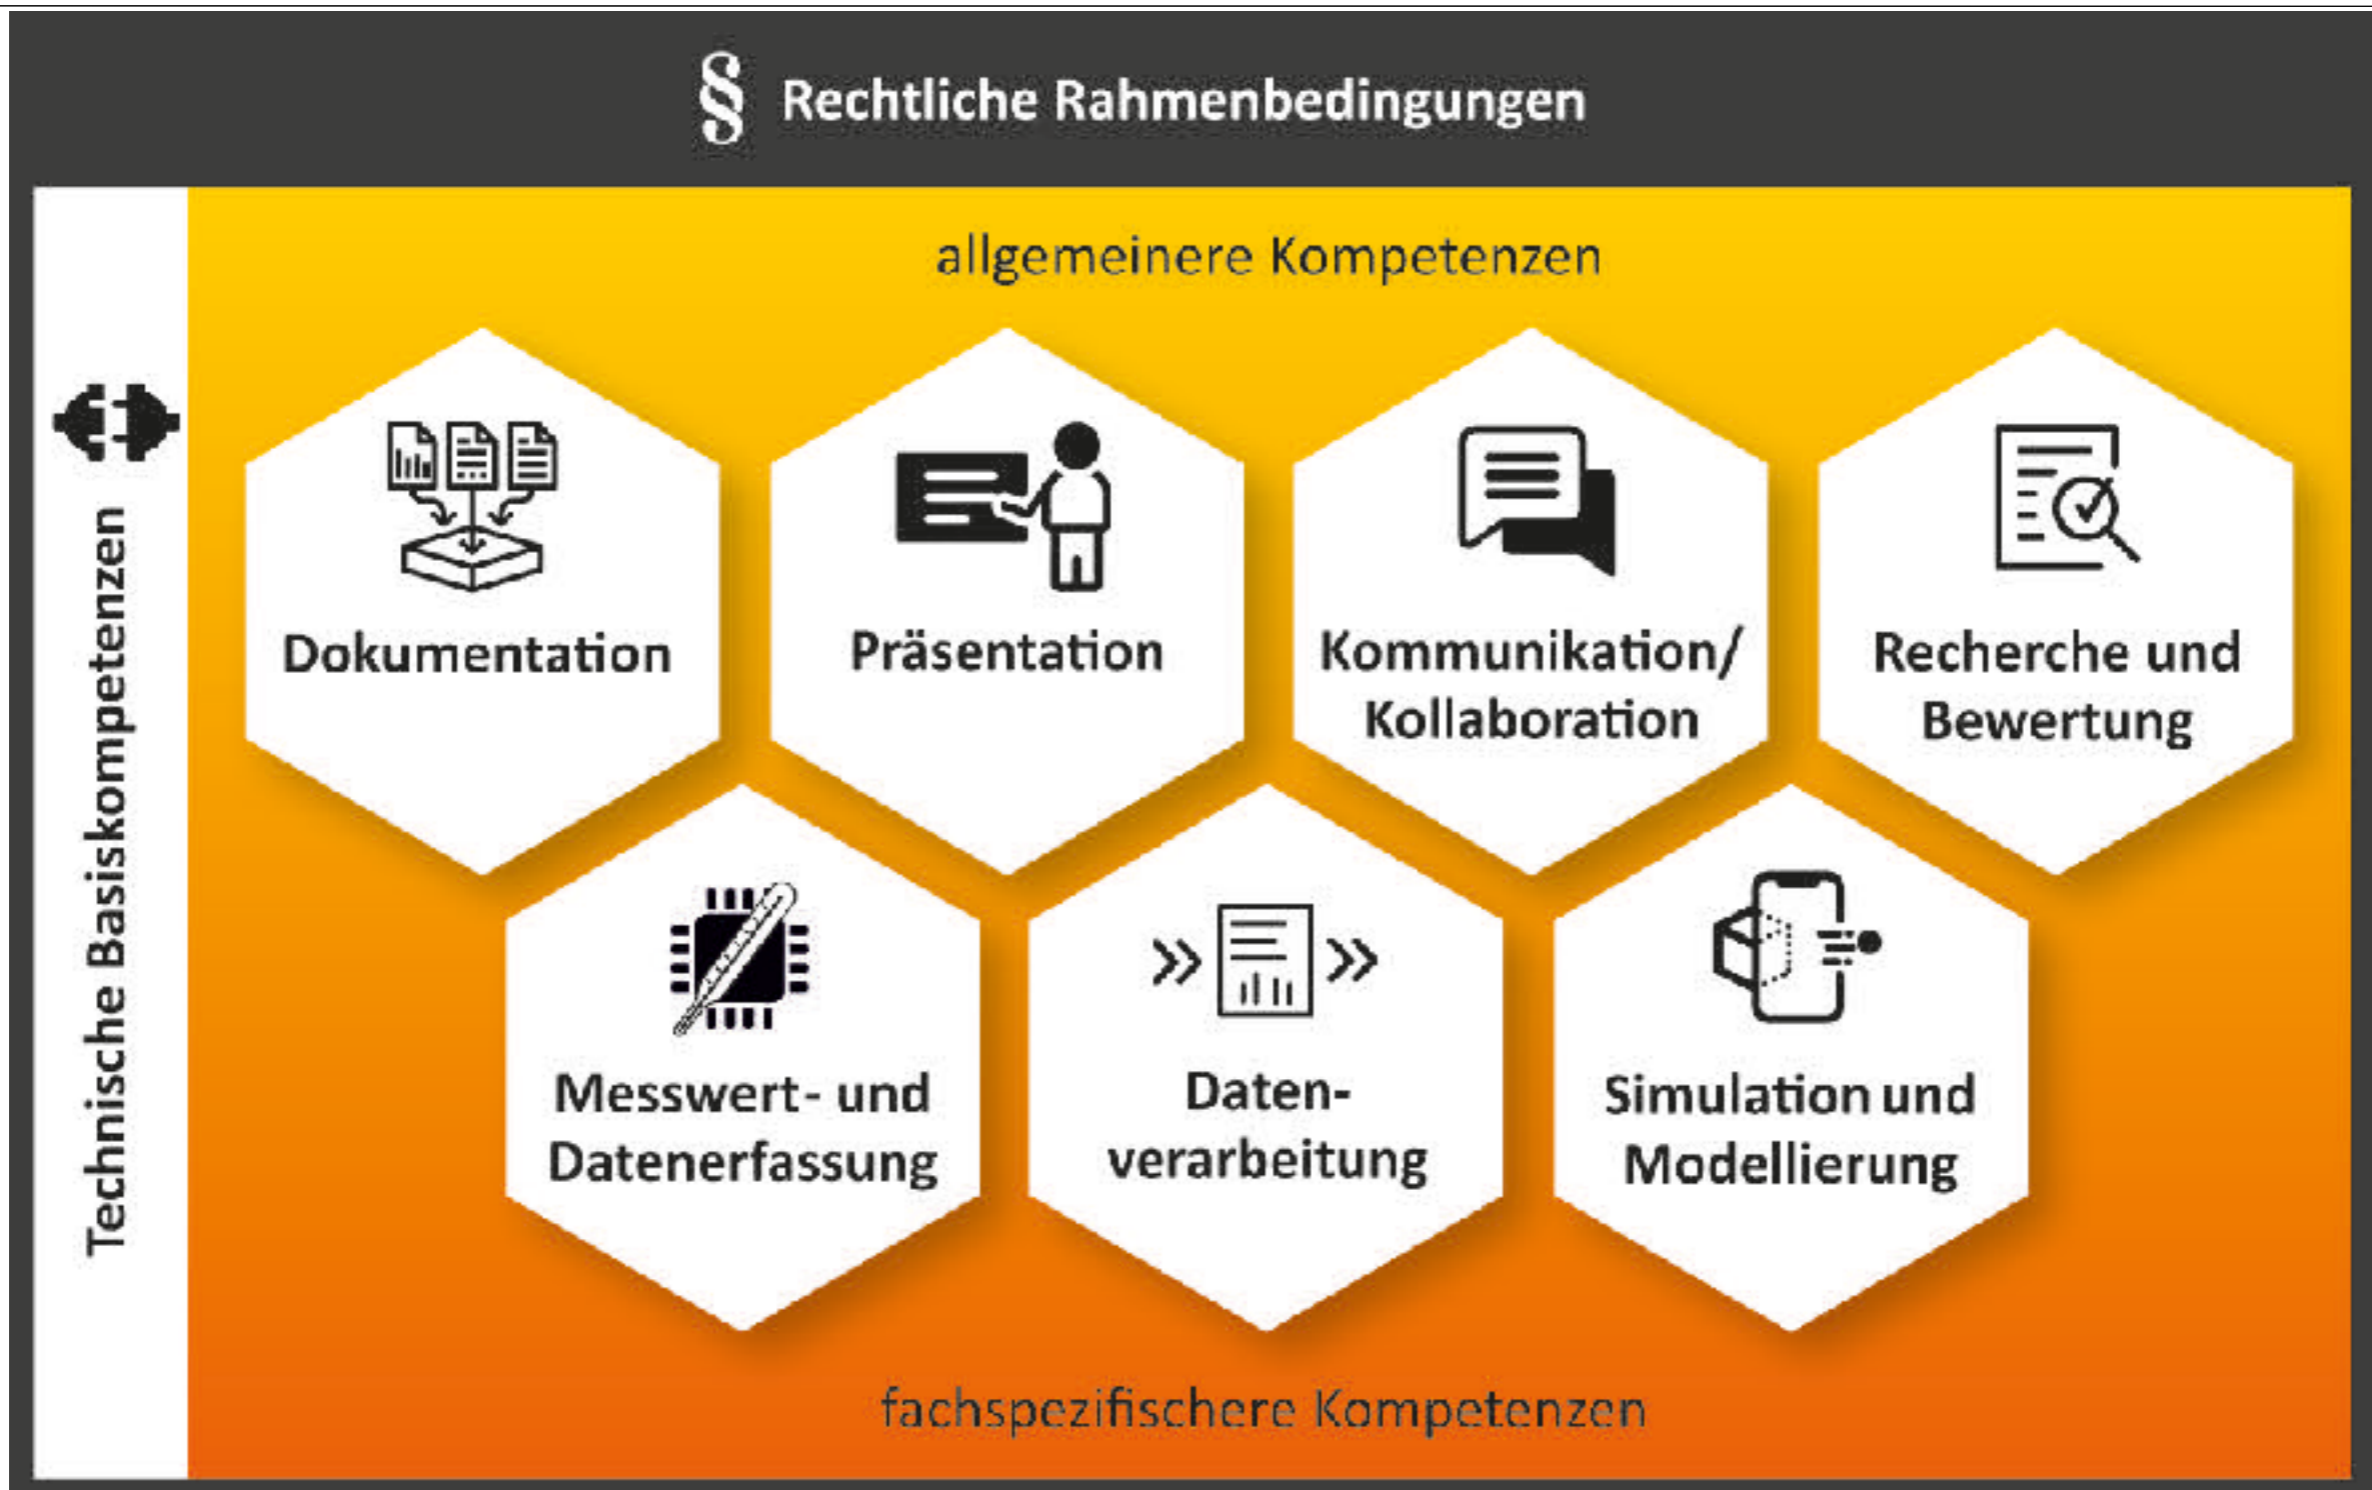 § Rechtliche Rahmenbedingungen
Technische Basiskompetenzen
allgemeinere Kompetenzen
Dokumentation
Präsentation
Kommunikation/
Kollaboration
Recherche und
Bewertung
Messwert- und
Datenerfassung
Daten-
verarbeitung
Simulation und
Modellierung
fachspezifischere Kompetenzen